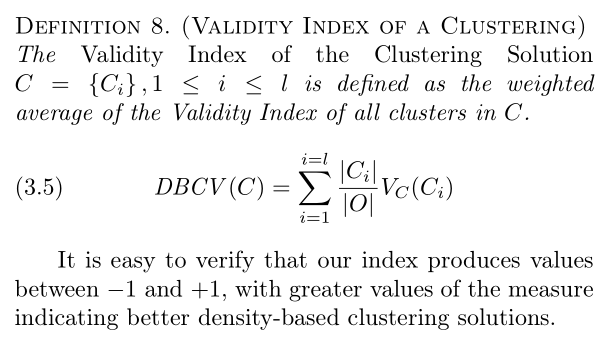 DEFINITION 8. (VALIDITY INDEX OF A CLUSTERING)
The Validity Index of the Clustering Solution
C = {C_i}, 1 ≤ i ≤ l is defined as the weighted
average of the Validity Index of all clusters in C.
(3.5) DBCV(C) = \sum_{i=1}^{i=l} \frac{|C_i|}{|O|} V_C(C_i)
It is easy to verify that our index produces values
between −1 and +1, with greater values of the measure
indicating better density-based clustering solutions.